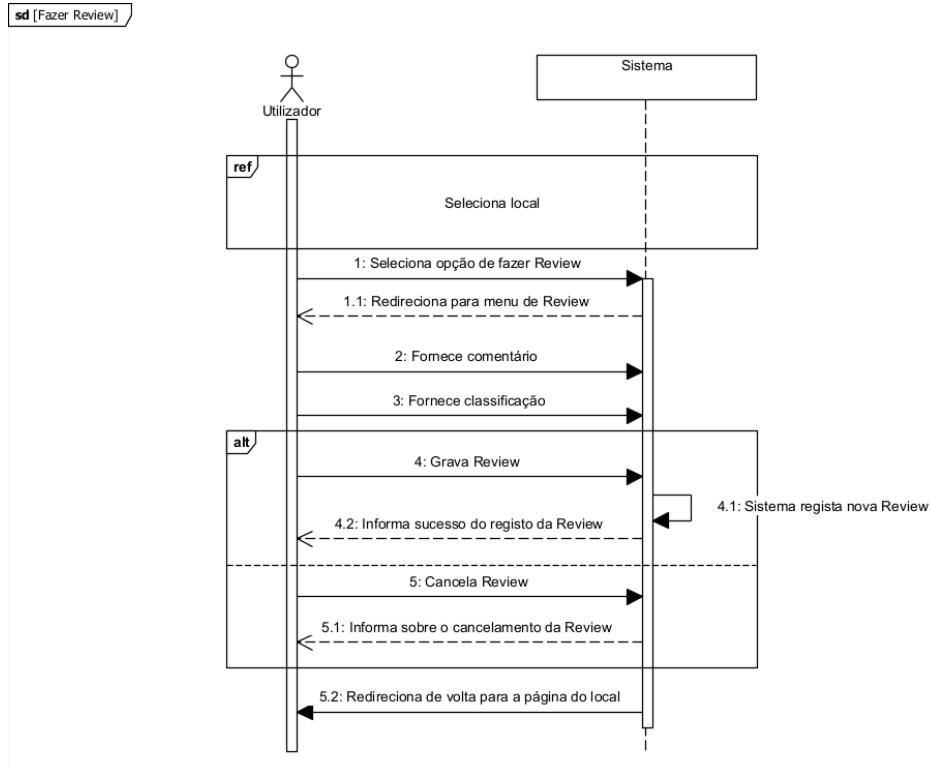 sd [Fazer Review]
Utilizador
Sistema
ref
Seleciona local
1: Seleciona opção de fazer Review
1.1: Redireciona para menu de Review
2: Fornece comentário
3: Fornece classificação
alt
4: Grava Review
4.1: Sistema regista nova Review
4.2: Informa sucesso do registo da Review
5: Cancela Review
5.1: Informa sobre o cancelamento da Review
5.2: Redireciona de volta para a página do local